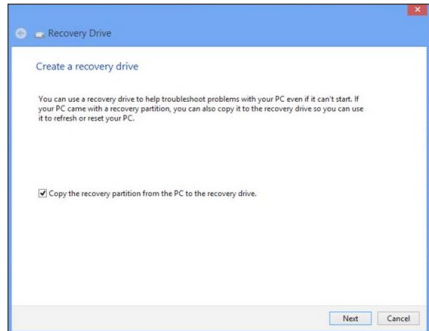 Recovery Drive
Create a recovery drive
You can use a recovery drive to help troubleshoot problems with your PC even if it can't start. If
your PC came with a recovery partition, you can also copy it to the recovery drive so you can use
it to refresh or reset your PC.
Copy the recovery partition from the PC to the recovery drive.
Next Cancel